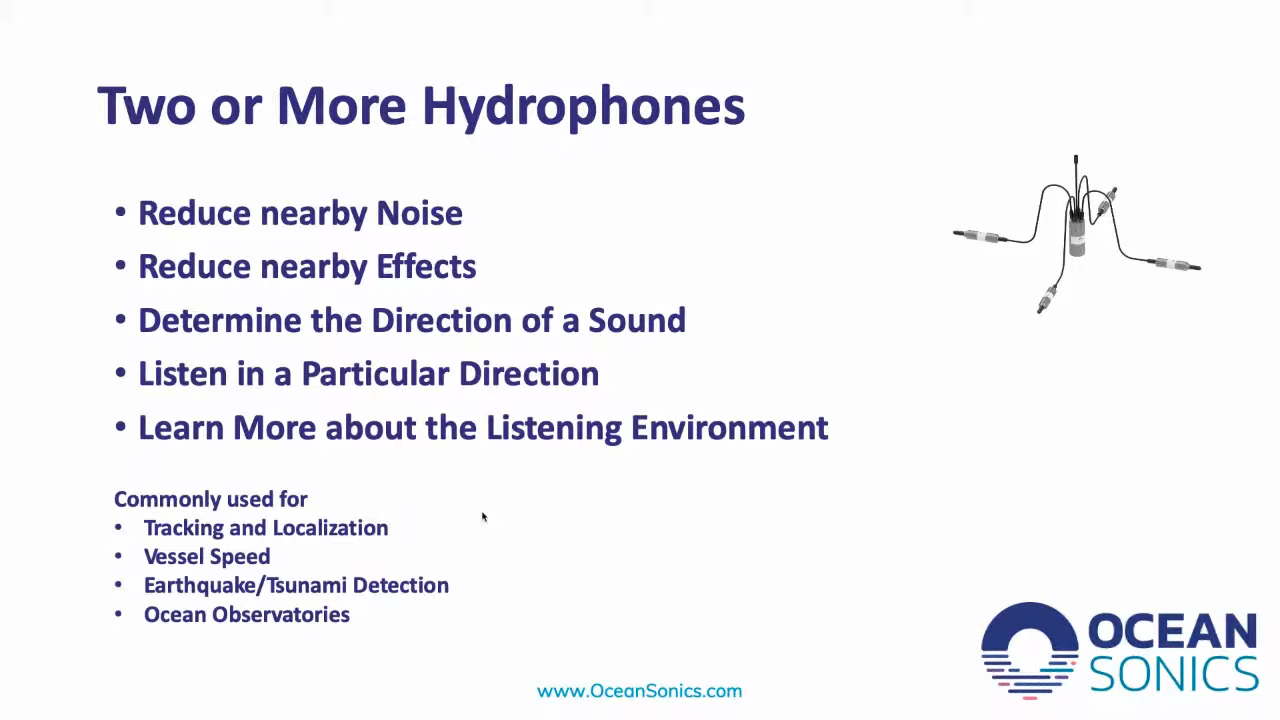 Two or More Hydrophones
• Reduce nearby Noise
• Reduce nearby Effects
• Determine the Direction of a Sound
• Listen in a Particular Direction
• Learn More about the Listening Environment
Commonly used for
• Tracking and Localization
• Vessel Speed
• Earthquake/Tsunami Detection
• Ocean Observatories
OCEAN
SONICS
www.OceanSonics.com